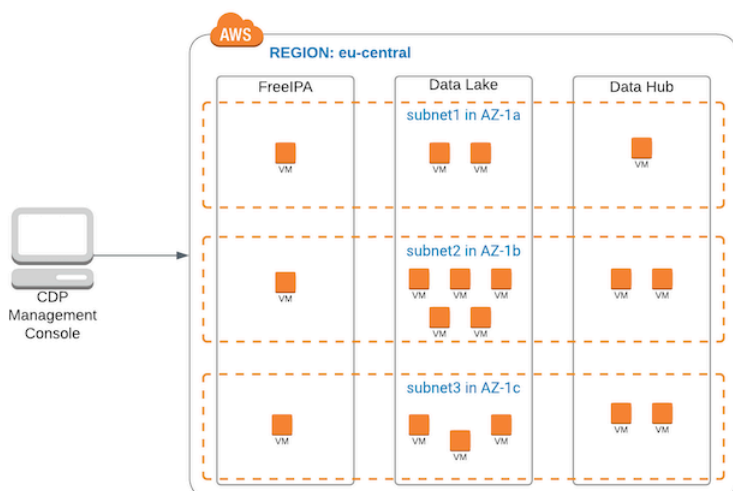 AWS
REGION: eu-central
FreeIPA
Data Lake
Data Hub
subnet1 in AZ-1a
VM
VM
VM
VM
subnet2 in AZ-1b
VM
VM
VM
VM
VM
VM
VM
VM
CDP
Management
Console
subnet3 in AZ-1c
VM
VM
VM
VM
VM
VM